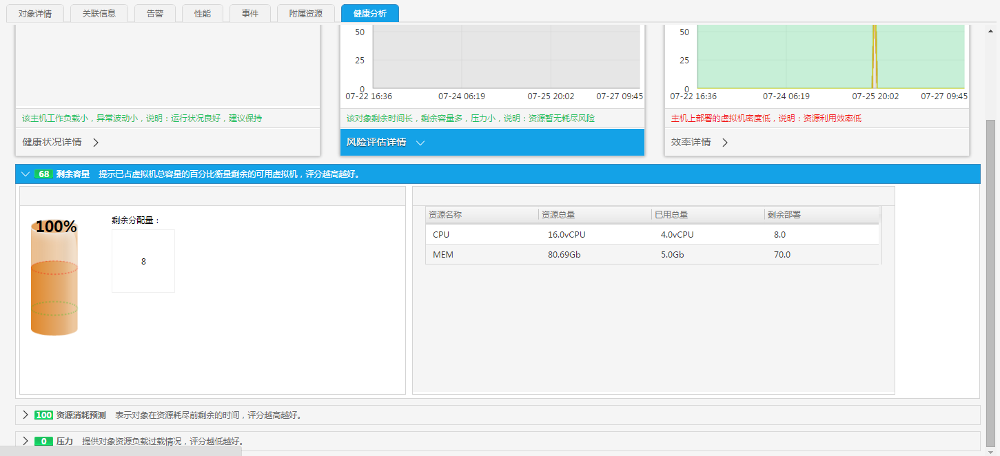 对象详情 关联信息 告警 性能 事件 附属资源 健康分析
50 50
25 25
0 0
07-22 16:36 07-24 06:19 07-25 20:02 07-27 09:45 07-22 16:36 07-24 06:19 07-25 20:02 07-27 09:45
该主机工作负载小，异常波动小，说明：运行状况良好，建议保持 该对象剩余时间长，剩余容量多，压力小，说明：资源暂无耗尽风险 主机上部署的虚拟机密度低，说明：资源利用效率低
健康状况详情 风险评估详情 效率详情
68 剩余容量 提示已占虚拟机总容量的百分比衡量剩余的可用虚拟机，评分越高越好。
100%
剩余分配量：
8
资源名称 资源总量 已用总量 剩余部署
CPU 16.0vCPU 4.0vCPU 8.0
MEM 80.69Gb 5.0Gb 70.0
100 资源消耗预测 表示对象在资源耗尽前剩余的时间，评分越高越好。
0 压力 提供对象资源负载过载情况，评分越低越好。